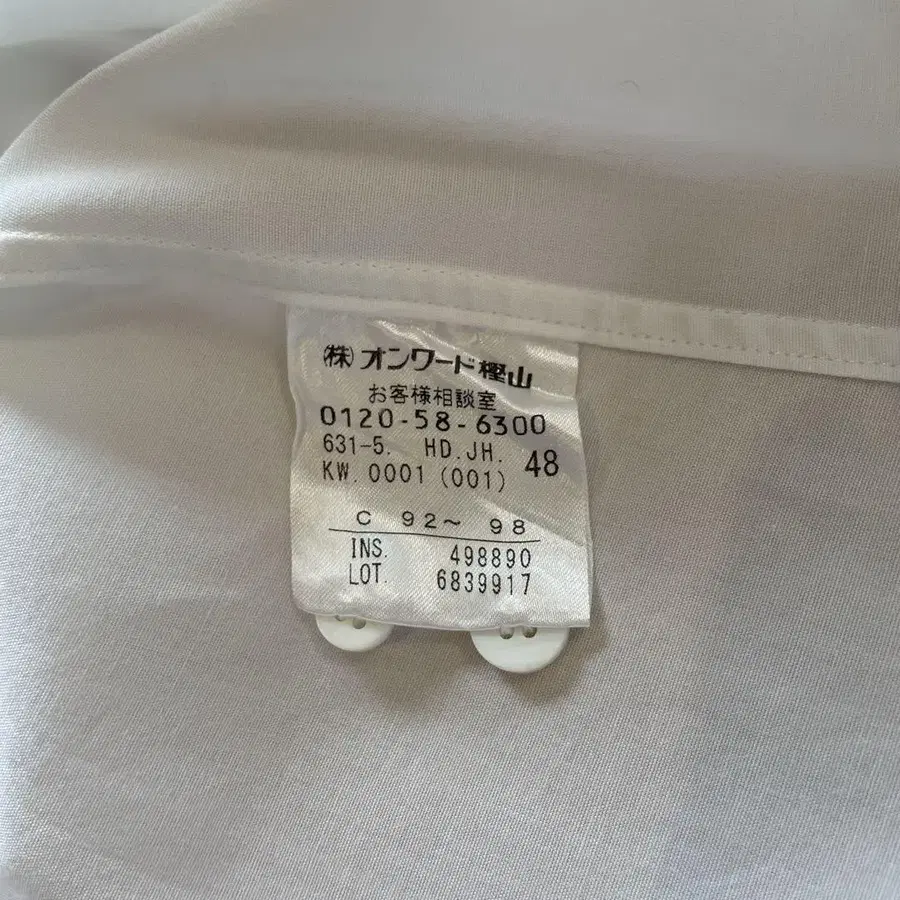 ㈱オンワード樫山
お客様相談室
0120-58-6300
631-5. HD.JH. 48
KW.0001(001)
C 92〜 98
INS. 498890
LOT. 6839917